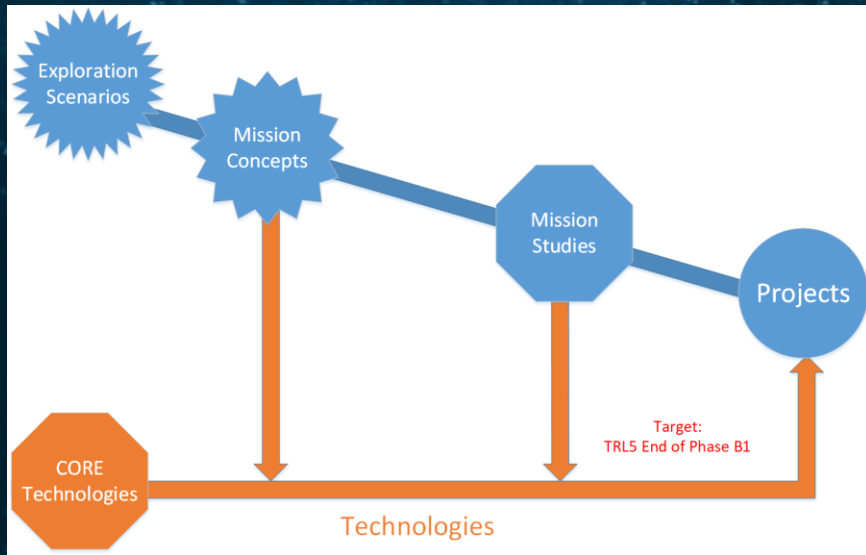 Exploration
Scenarios
Mission
Concepts
Mission
Studies
Projects
Target:
TRL5 End of Phase B1
CORE
Technologies
Technologies